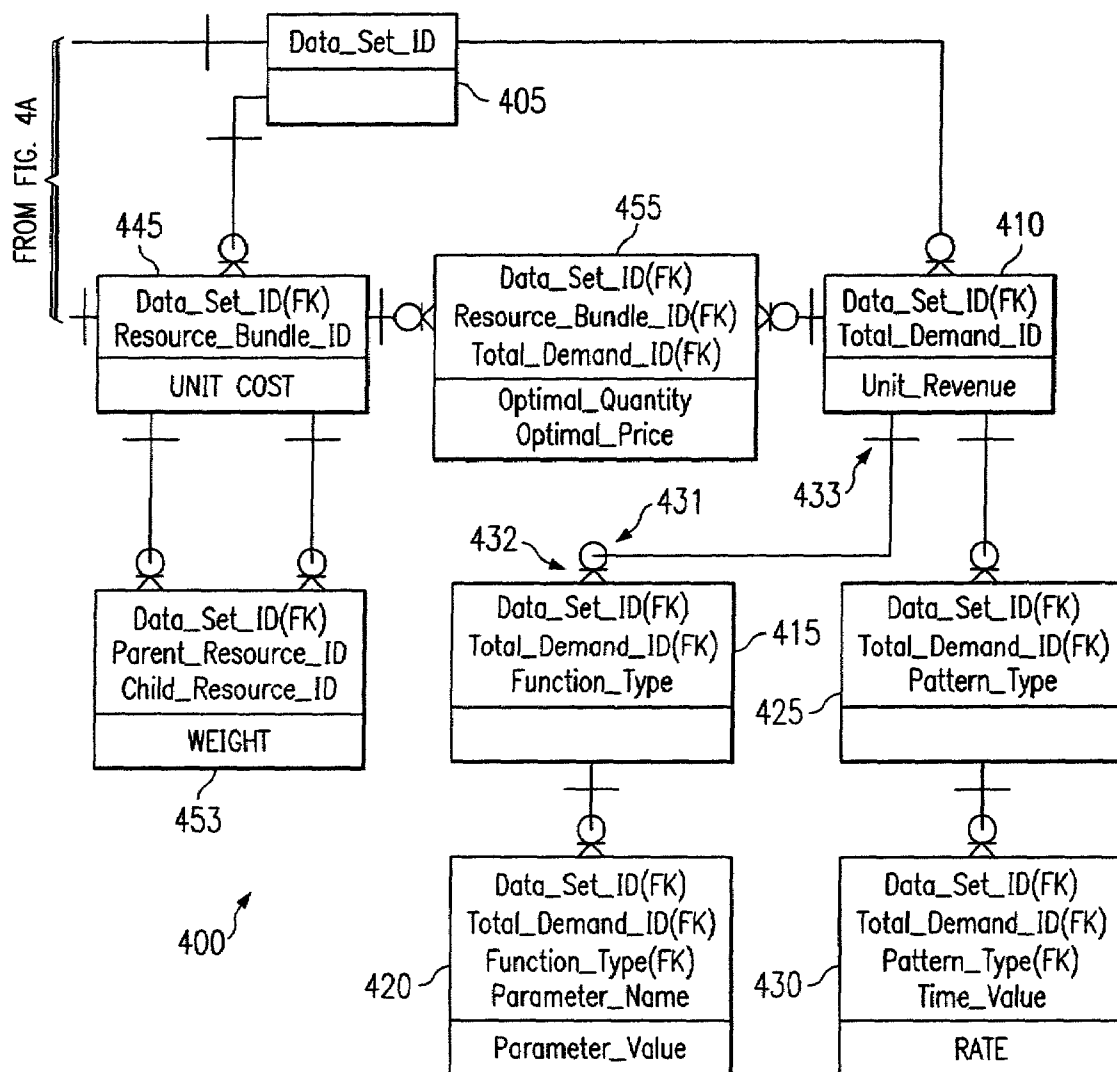 FROM FIG. 4A
Data_Set_ID
405
445
Data_Set_ID(FK)
Resource_Bundle_ID
UNIT COST
455
Data_Set_ID(FK)
Resource_Bundle_ID(FK)
Total_Demand_ID(FK)
Optimal_Quantity
Optimal_Price
410
Data_Set_ID(FK)
Total_Demand_ID
Unit_Revenue
433
431
432
Data_Set_ID(FK)
Parent_Resource_ID
Child_Resource_ID
WEIGHT
453
Data_Set_ID(FK)
Total_Demand_ID(FK)
Function_Type
415
Data_Set_ID(FK)
Total_Demand_ID(FK)
Pattern_Type
425
400
Data_Set_ID(FK)
Total_Demand_ID(FK)
Function_Type(FK)
Parameter_Name
Parameter_Value
420
Data_Set_ID(FK)
Total_Demand_ID(FK)
Pattern_Type(FK)
Time_Value
RATE
430